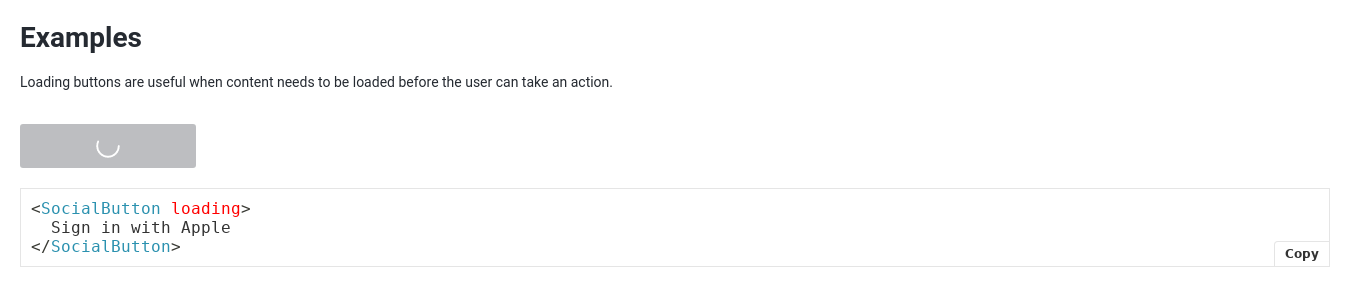 Examples
Loading buttons are useful when content needs to be loaded before the user can take an action.
<SocialButton loading>
  Sign in with Apple
</SocialButton>
Copy